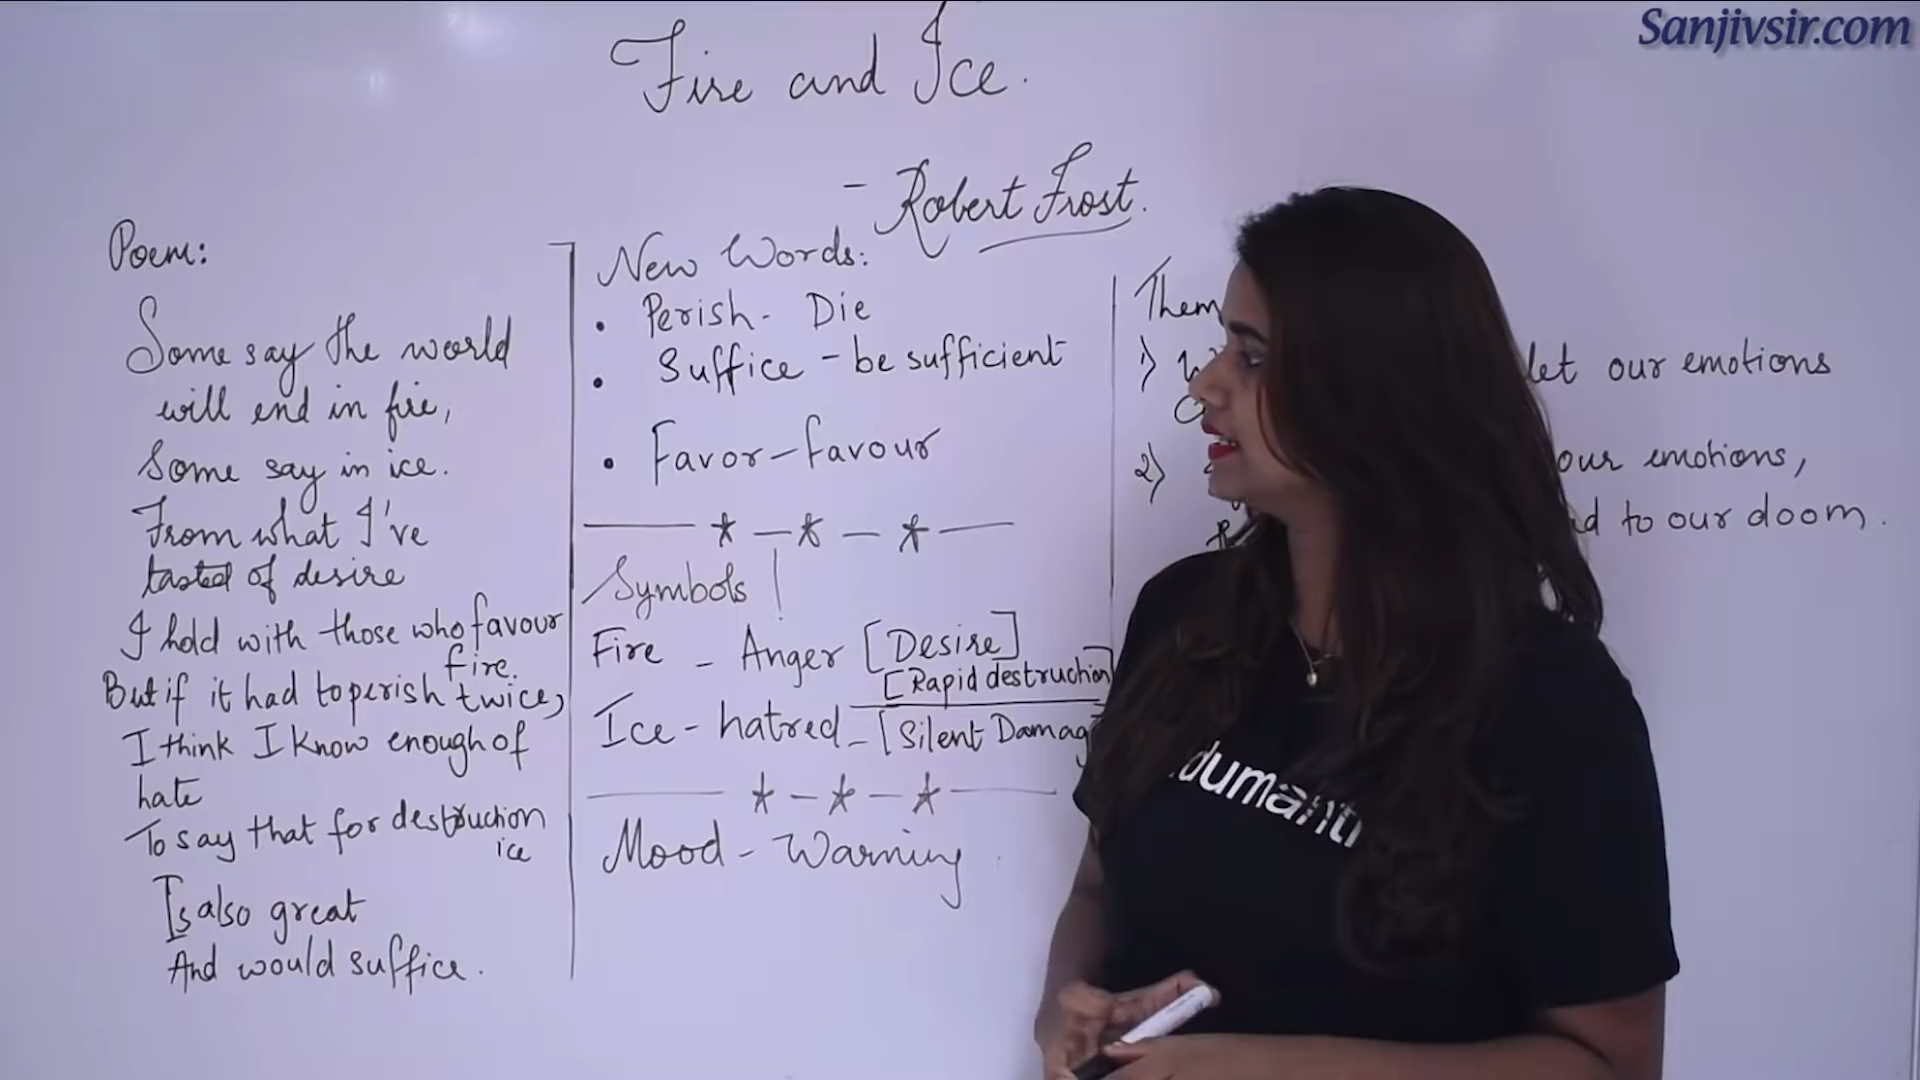 Sanjivsir.com
Fire and Ice.
- Robert Frost.
Poem:
Some say the world
will end in fire,
Some say in ice.
From what I've
tasted of desire
I hold with those who favour
fire.
But if it had to perish twice,
I think I know enough of
hate
To say that for destruction
ice
Is also great
And would suffice.
New Words:
• Perish - Die
• Suffice - be sufficient
• Favor - favour
Symbols
Fire - Anger [Desire]
[Rapid destruction]
Ice - hatred - [Silent Damag
Mood - Warning
Them
1) let our emotions
2) our emotions,
to our doom.
dumanti